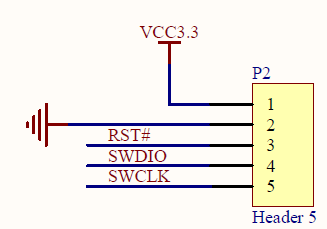 VCC3.3
P2
1
2
RST# 3
SWDIO 4
SWCLK 5
Header 5